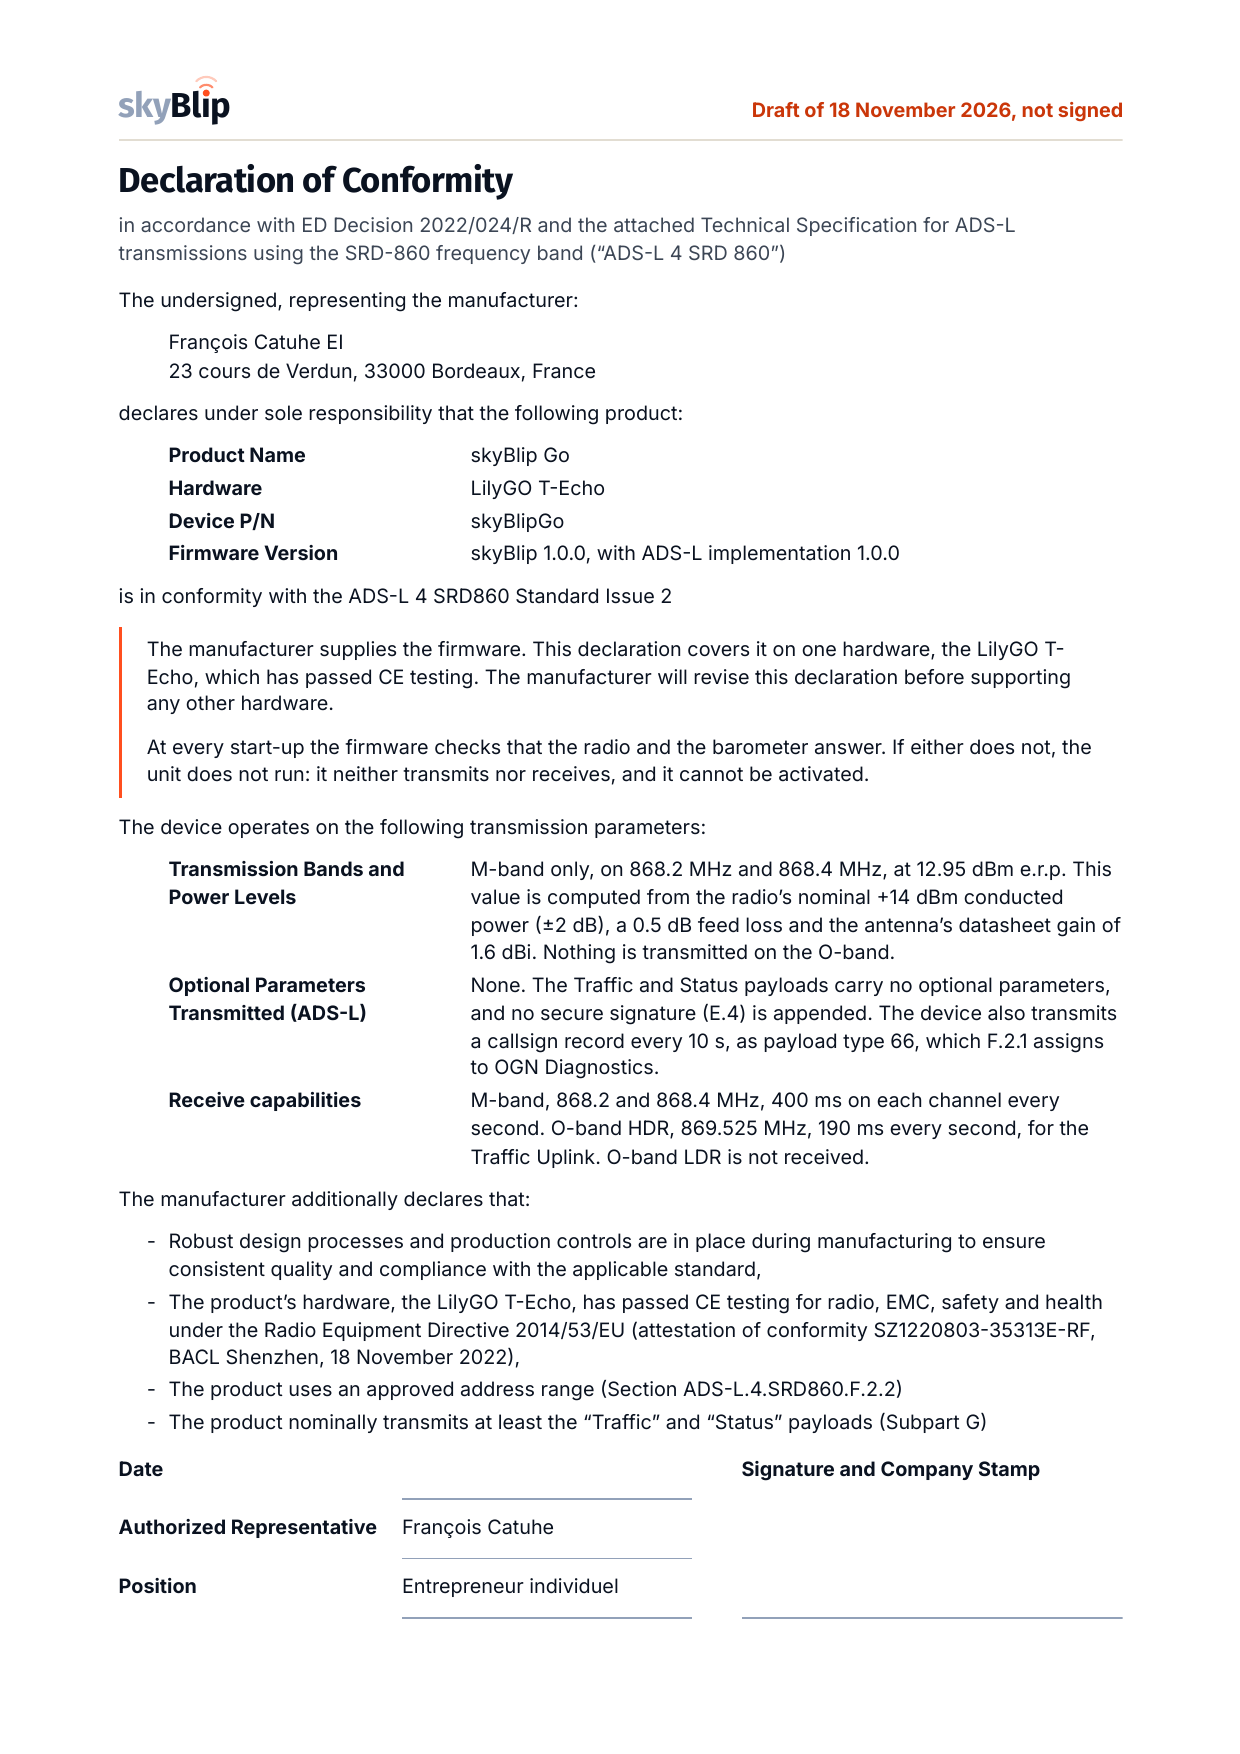 skyBlip
Draft of 18 November 2026, not signed
Declaration of Conformity
in accordance with ED Decision 2022/024/R and the attached Technical Specification for ADS-L
transmissions using the SRD-860 frequency band (“ADS-L 4 SRD 860”)
The undersigned, representing the manufacturer:
François Catuhe EI
23 cours de Verdun, 33000 Bordeaux, France
declares under sole responsibility that the following product:
Product Name skyBlip Go
Hardware LilyGO T-Echo
Device P/N skyBlipGo
Firmware Version skyBlip 1.0.0, with ADS-L implementation 1.0.0
is in conformity with the ADS-L 4 SRD860 Standard Issue 2
The manufacturer supplies the firmware. This declaration covers it on one hardware, the LilyGO T-
Echo, which has passed CE testing. The manufacturer will revise this declaration before supporting
any other hardware.
At every start-up the firmware checks that the radio and the barometer answer. If either does not, the
unit does not run: it neither transmits nor receives, and it cannot be activated.
The device operates on the following transmission parameters:
Transmission Bands and
Power Levels
M-band only, on 868.2 MHz and 868.4 MHz, at 12.95 dBm e.r.p. This
value is computed from the radio’s nominal +14 dBm conducted
power (±2 dB), a 0.5 dB feed loss and the antenna’s datasheet gain of
1.6 dBi. Nothing is transmitted on the O-band.
Optional Parameters
Transmitted (ADS-L)
None. The Traffic and Status payloads carry no optional parameters,
and no secure signature (E.4) is appended. The device also transmits
a callsign record every 10 s, as payload type 66, which F.2.1 assigns
to OGN Diagnostics.
Receive capabilities
M-band, 868.2 and 868.4 MHz, 400 ms on each channel every
second. O-band HDR, 869.525 MHz, 190 ms every second, for the
Traffic Uplink. O-band LDR is not received.
The manufacturer additionally declares that:
- Robust design processes and production controls are in place during manufacturing to ensure
consistent quality and compliance with the applicable standard,
- The product’s hardware, the LilyGO T-Echo, has passed CE testing for radio, EMC, safety and health
under the Radio Equipment Directive 2014/53/EU (attestation of conformity SZ1220803-35313E-RF,
BACL Shenzhen, 18 November 2022),
- The product uses an approved address range (Section ADS-L.4.SRD860.F.2.2)
- The product nominally transmits at least the “Traffic” and “Status” payloads (Subpart G)
Date
Signature and Company Stamp
Authorized Representative François Catuhe
Position Entrepreneur individuel